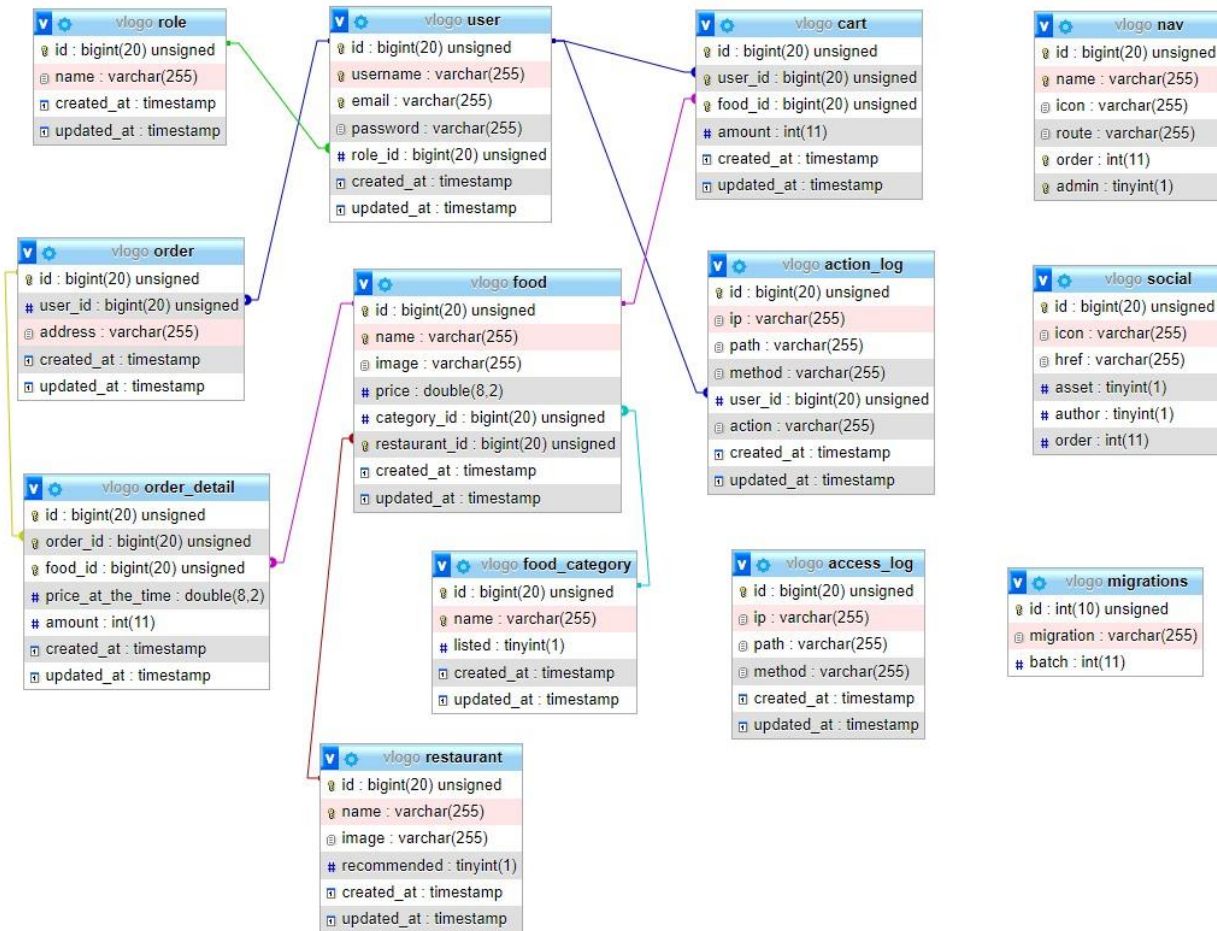 vlogo role
id : bigint(20) unsigned
name : varchar(255)
created_at : timestamp
updated_at : timestamp
vlogo user
id : bigint(20) unsigned
username : varchar(255)
email : varchar(255)
password : varchar(255)
role_id : bigint(20) unsigned
created_at : timestamp
updated_at : timestamp
vlogo cart
id : bigint(20) unsigned
user_id : bigint(20) unsigned
food_id : bigint(20) unsigned
amount : int(11)
created_at : timestamp
updated_at : timestamp
vlogo nav
id : bigint(20) unsigned
name : varchar(255)
icon : varchar(255)
route : varchar(255)
order : int(11)
admin : tinyint(1)
vlogo order
id : bigint(20) unsigned
user_id : bigint(20) unsigned
address : varchar(255)
created_at : timestamp
updated_at : timestamp
vlogo food
id : bigint(20) unsigned
name : varchar(255)
image : varchar(255)
price : double(8,2)
category_id : bigint(20) unsigned
restaurant_id : bigint(20) unsigned
created_at : timestamp
updated_at : timestamp
vlogo action_log
id : bigint(20) unsigned
ip : varchar(255)
path : varchar(255)
method : varchar(255)
user_id : bigint(20) unsigned
action : varchar(255)
created_at : timestamp
updated_at : timestamp
vlogo social
id : bigint(20) unsigned
icon : varchar(255)
href : varchar(255)
asset : tinyint(1)
author : tinyint(1)
order : int(11)
vlogo order_detail
id : bigint(20) unsigned
order_id : bigint(20) unsigned
food_id : bigint(20) unsigned
price_at_the_time : double(8,2)
amount : int(11)
created_at : timestamp
updated_at : timestamp
vlogo food_category
id : bigint(20) unsigned
name : varchar(255)
listed : tinyint(1)
created_at : timestamp
updated_at : timestamp
vlogo access_log
id : bigint(20) unsigned
ip : varchar(255)
path : varchar(255)
method : varchar(255)
created_at : timestamp
updated_at : timestamp
vlogo migrations
id : int(10) unsigned
migration : varchar(255)
batch : int(11)
vlogo restaurant
id : bigint(20) unsigned
name : varchar(255)
image : varchar(255)
recommended : tinyint(1)
created_at : timestamp
updated_at : timestamp